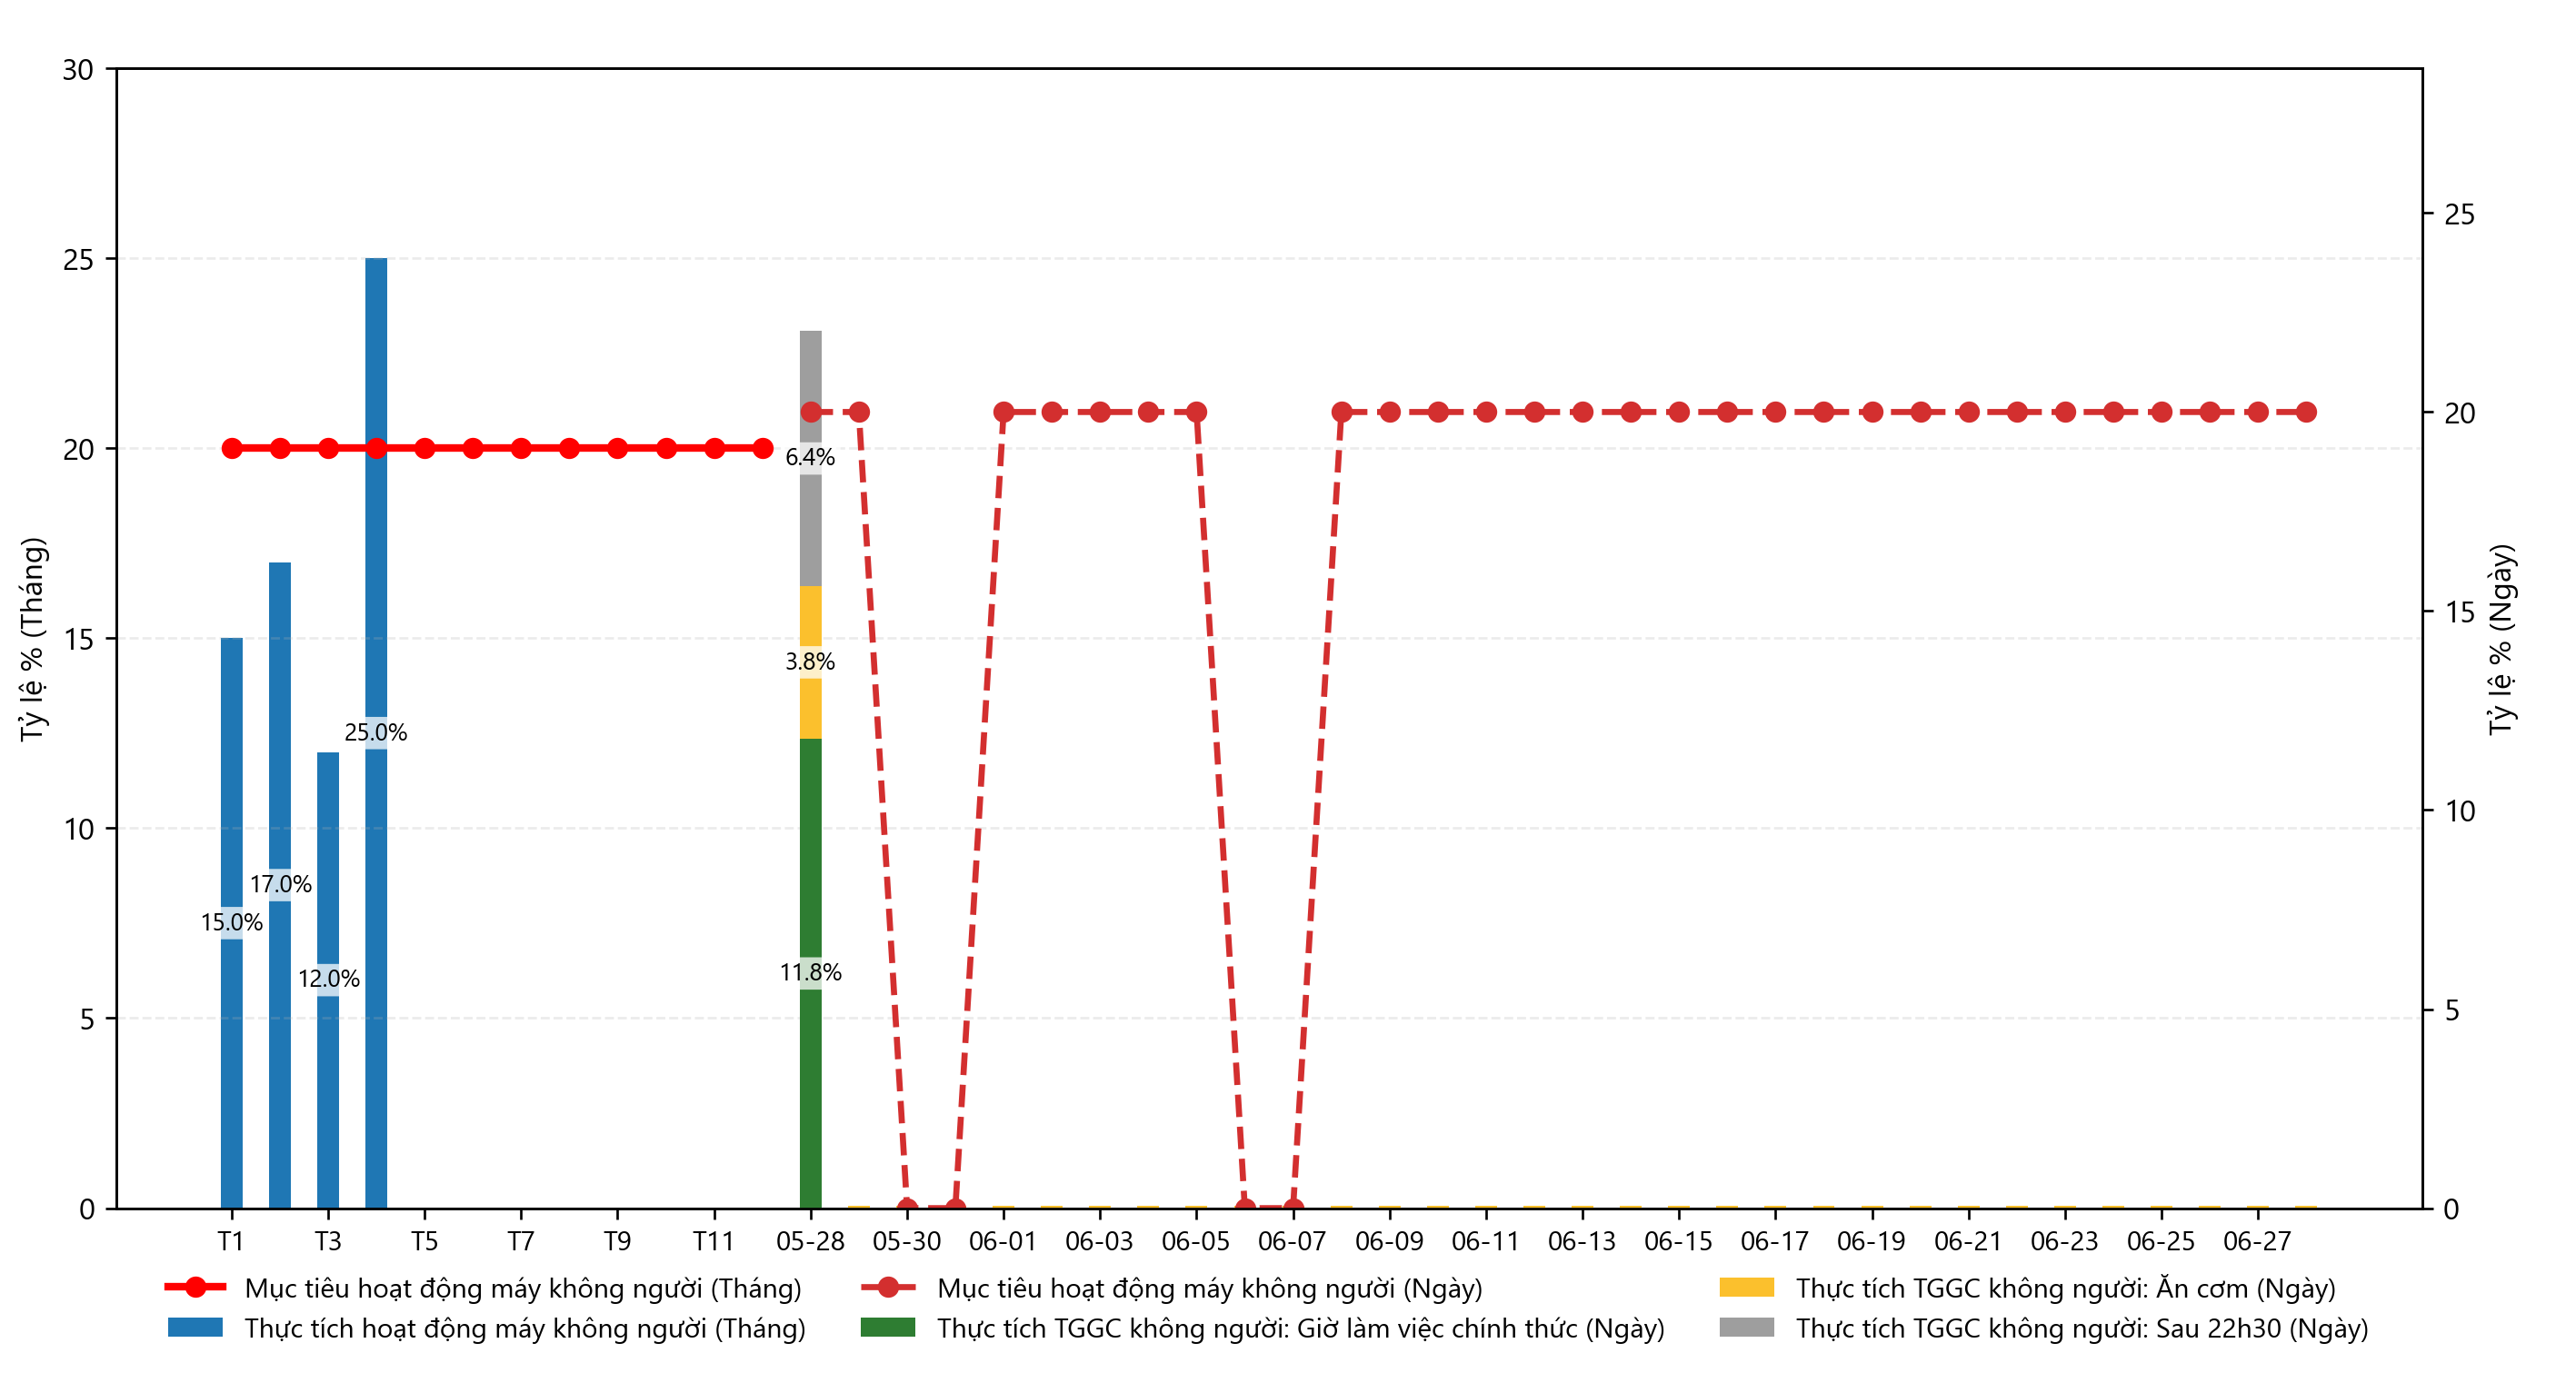 30
25
20
15
10
5
0
Tỷ lệ % (Tháng)
25
20
15
10
5
0
Tỷ lệ % (Ngày)
15.0%
17.0%
12.0%
25.0%
6.4%
3.8%
11.8%
T1 T3 T5 T7 T9 T11 05-28 05-30 06-01 06-03 06-05 06-07 06-09 06-11 06-13 06-15 06-17 06-19 06-21 06-23 06-25 06-27
Mục tiêu hoạt động máy không người (Tháng)
Thực tích hoạt động máy không người (Tháng)
Mục tiêu hoạt động máy không người (Ngày)
Thực tích TGGC không người: Giờ làm việc chính thức (Ngày)
Thực tích TGGC không người: Ăn cơm (Ngày)
Thực tích TGGC không người: Sau 22h30 (Ngày)